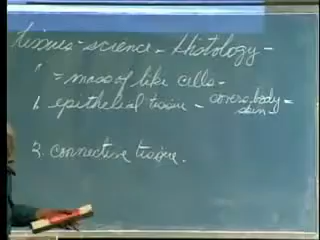 tissues - science - Histology -
" = mass of like cells -
1. epithelial tissue - covers body = skin -
2. connective tissue.